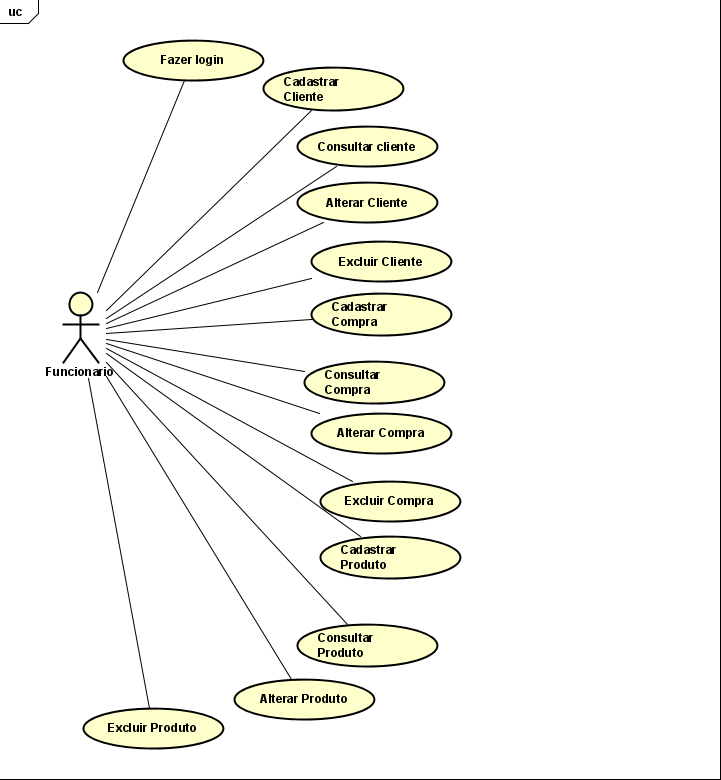 uc
Fazer login
Cadastrar
Cliente
Consultar cliente
Alterar Cliente
Excluir Cliente
Cadastrar
Compra
Funcionario
Consultar
Compra
Alterar Compra
Excluir Compra
Cadastrar
Produto
Consultar
Produto
Alterar Produto
Excluir Produto